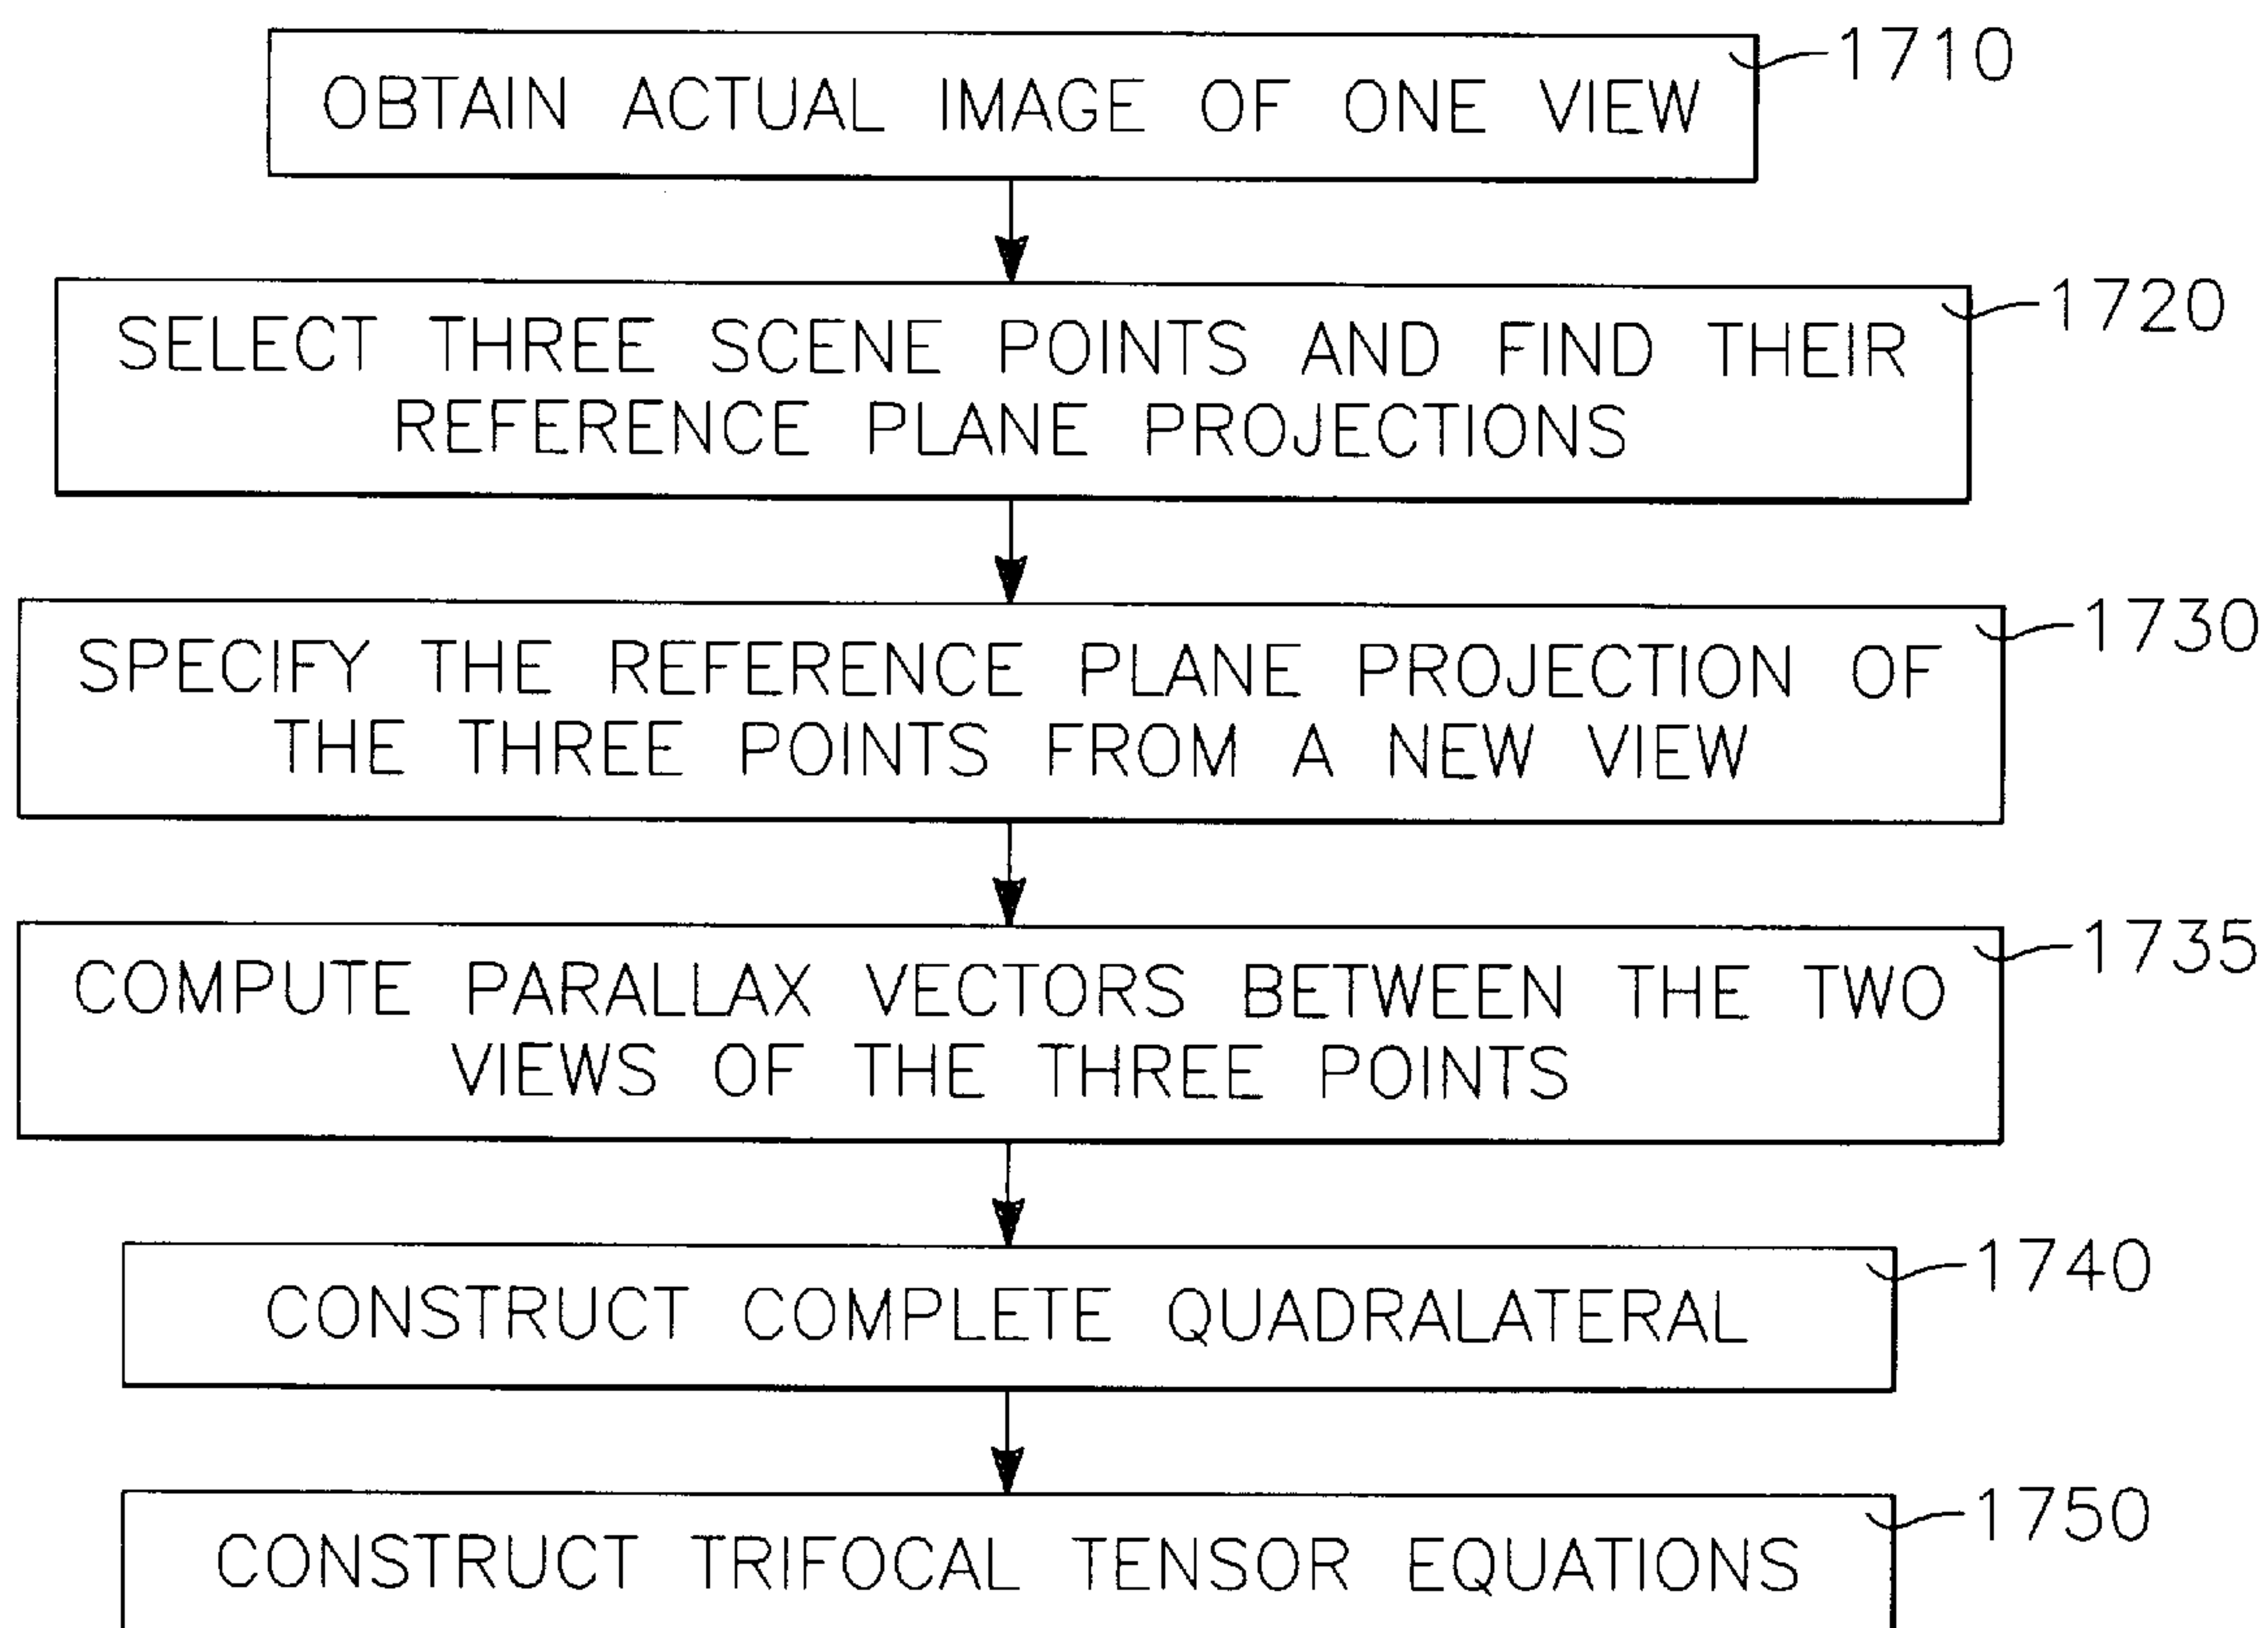 OBTAIN ACTUAL IMAGE OF ONE VIEW
1710
SELECT THREE SCENE POINTS AND FIND THEIR
REFERENCE PLANE PROJECTIONS
1720
SPECIFY THE REFERENCE PLANE PROJECTION OF
THE THREE POINTS FROM A NEW VIEW
1730
COMPUTE PARALLAX VECTORS BETWEEN THE TWO
VIEWS OF THE THREE POINTS
1735
CONSTRUCT COMPLETE QUADRALATERAL
1740
CONSTRUCT TRIFOCAL TENSOR EQUATIONS
1750